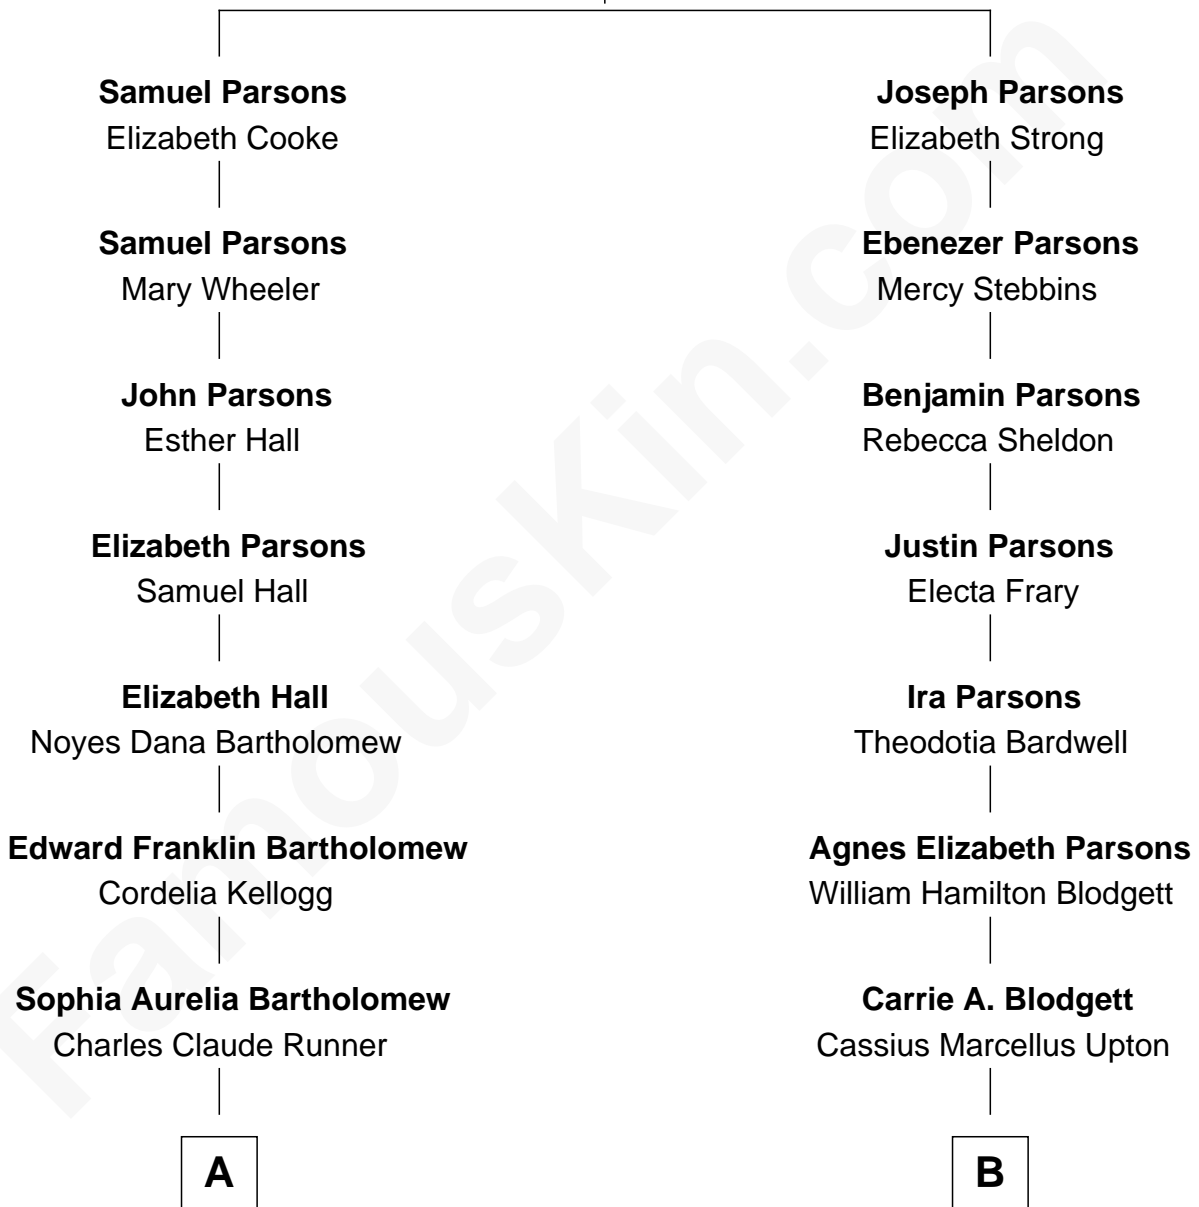 Samuel Parsons
Elizabeth Cooke
Joseph Parsons
Elizabeth Strong
Samuel Parsons
Mary Wheeler
Ebenezer Parsons
Mercy Stebbins
John Parsons
Esther Hall
Benjamin Parsons
Rebecca Sheldon
Elizabeth Parsons
Samuel Hall
Justin Parsons
Electa Frary
Elizabeth Hall
Noyes Dana Bartholomew
Ira Parsons
Theodotia Bardwell
Edward Franklin Bartholomew
Cordelia Kellogg
Agnes Elizabeth Parsons
William Hamilton Blodgett
Sophia Aurelia Bartholomew
Charles Claude Runner
Carrie A. Blodgett
Cassius Marcellus Upton
A
B
FamousKin.com